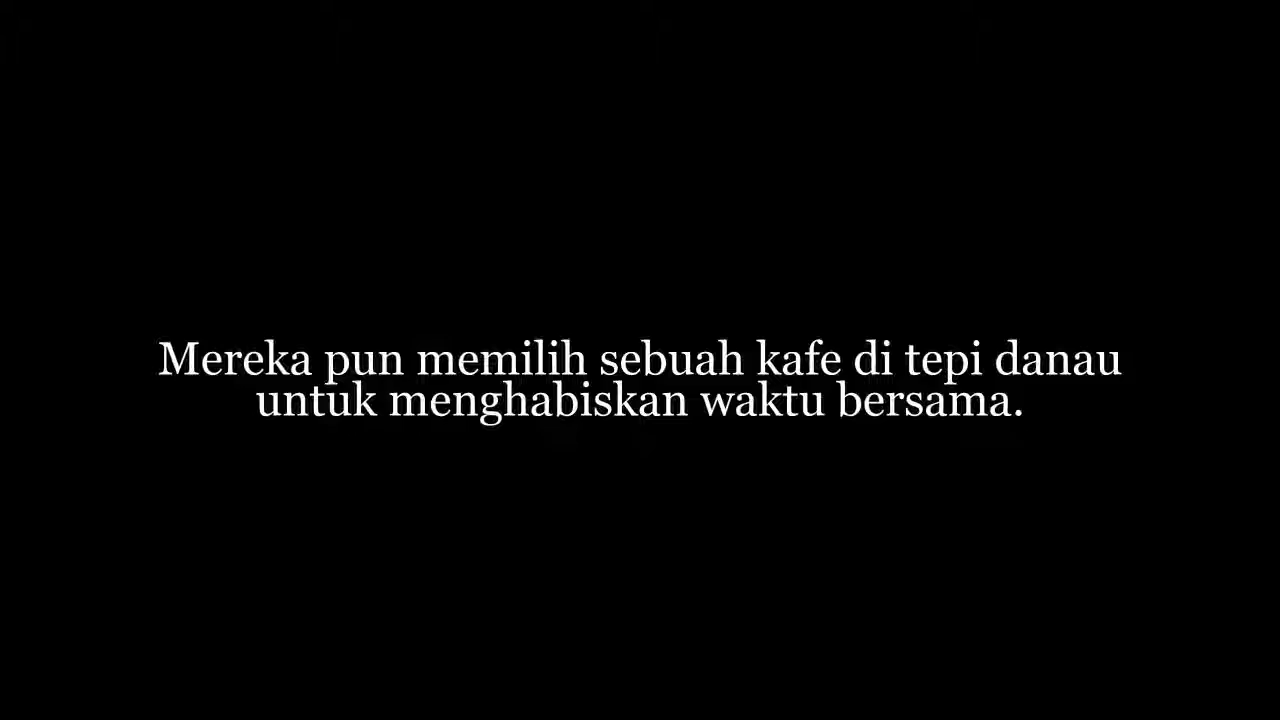 Mereka pun memilih sebuah kafe di tepi danau
untuk menghabiskan waktu bersama.